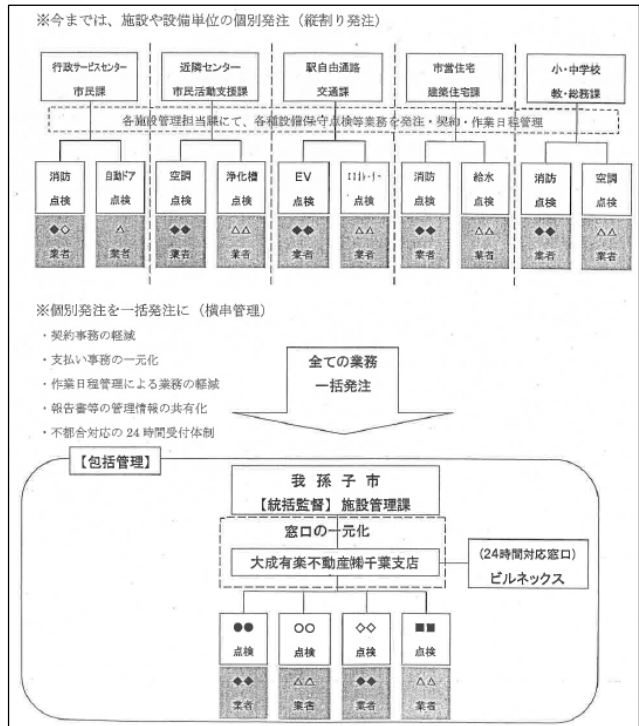 ※今までは、施設や設備単位の個別発注（縦割り発注）
行政サービスセンター
市民課
近隣センター
市民活動支援課
駅自由通路
交通課
市営住宅
建築住宅課
小・中学校
教・総務課
各施設管理担当課にて、各種設備保守点検等業務を発注・契約・作業日程管理
消防
点検
自動ドア
点検
空調
点検
浄化槽
点検
EV
点検
ｴｽｶﾚｰﾀｰ
点検
消防
点検
給水
点検
消防
点検
空調
点検
◆◇
業者
△
業者
◆◆
業者
△△
業者
◆◆
業者
△△
業者
◆◆
業者
△△
業者
◆◆
業者
△△
業者
※個別発注を一括発注に（横串管理）
・契約事務の軽減
・支払い事務の一元化
・作業日程管理による業務の軽減
・報告書等の管理情報の共有化
・不都合対応の24時間受付体制
全ての業務
一括発注
【包括管理】
我孫子市
【統括監督】施設管理課
窓口の一元化
大成有楽不動産㈱千葉支店
(24時間対応窓口)
ビルネックス
●●
点検
○○
点検
◇◇
点検
■■
点検
◆◆
業者
△△
業者
◆◆
業者
△△
業者